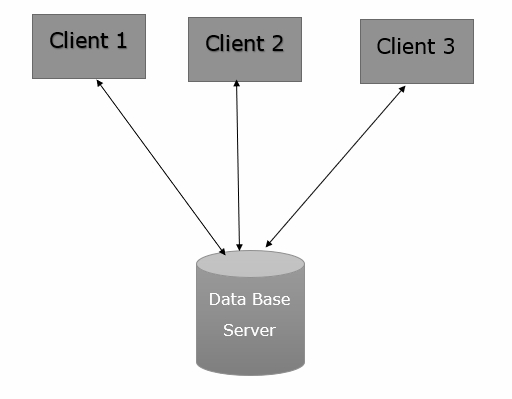 Client 1
Client 2
Client 3
Data Base
Server